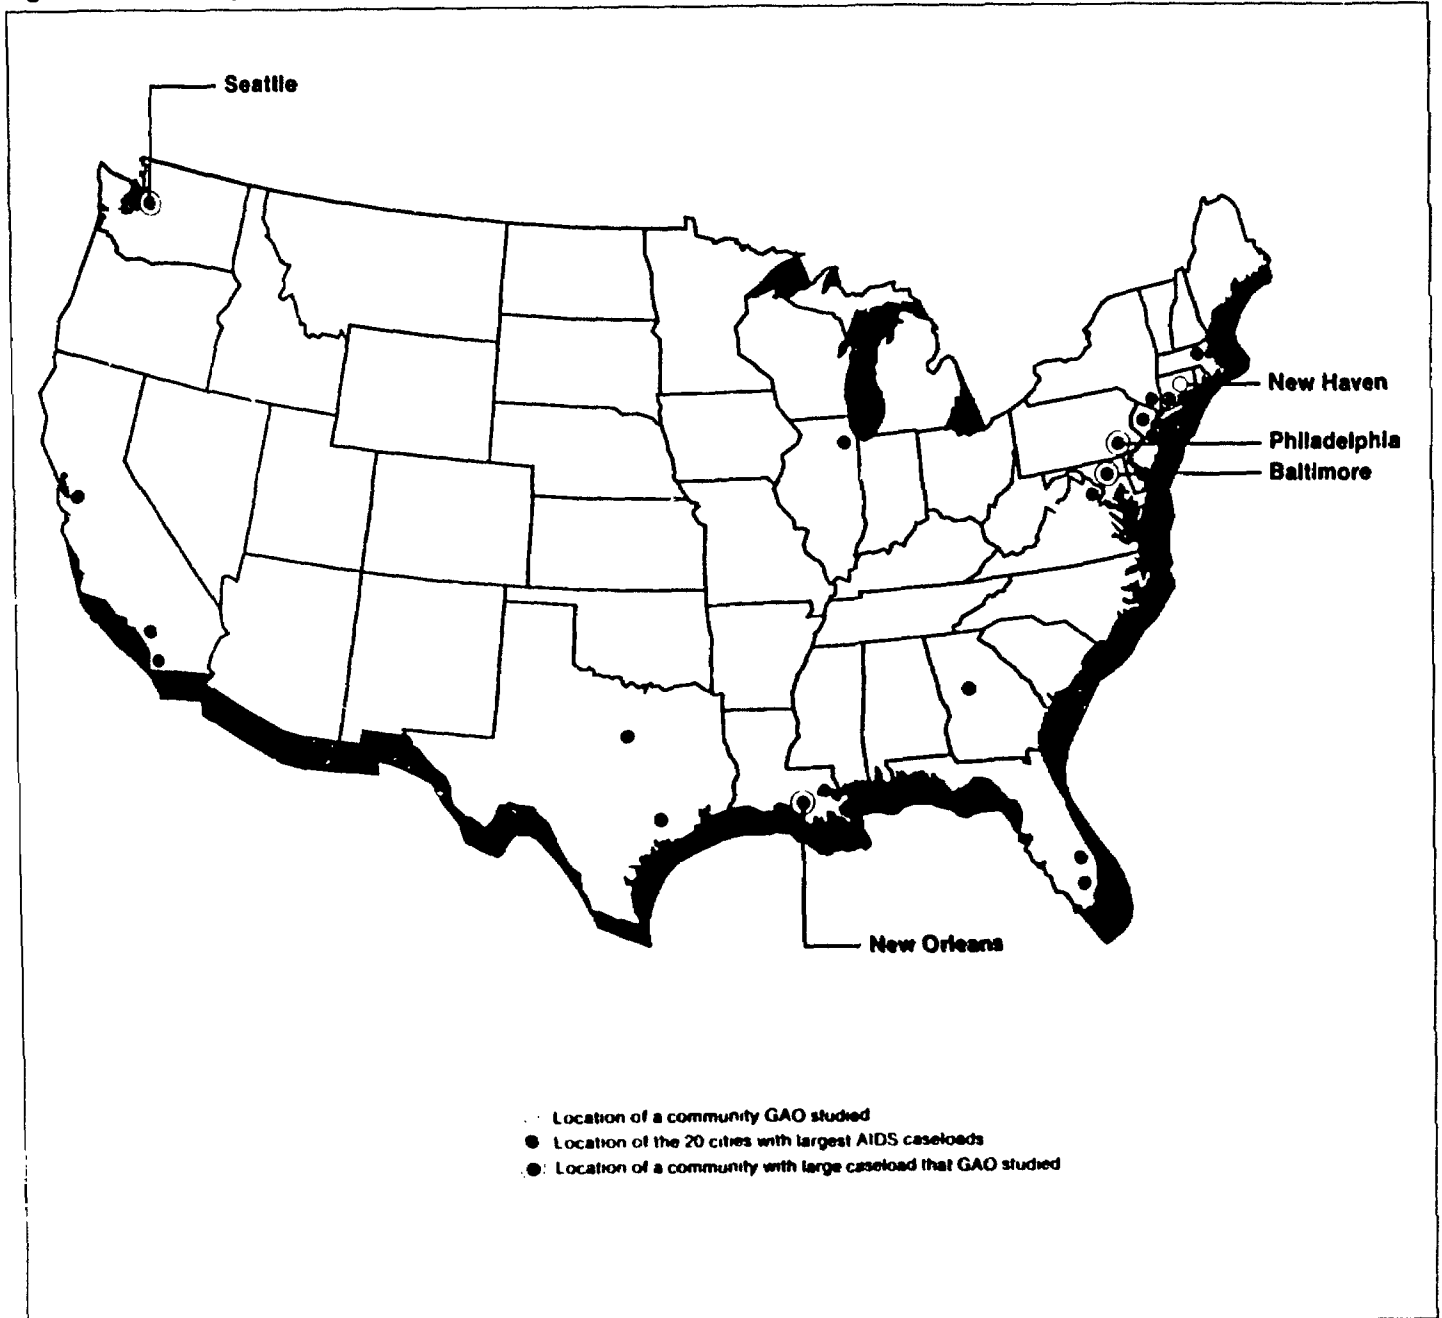 Seattle
New Haven
Philadelphia
Baltimore
New Orleans
Location of a community GAO studied
Location of the 20 cities with largest AIDS caseloads
Location of a community with large caseload that GAO studied